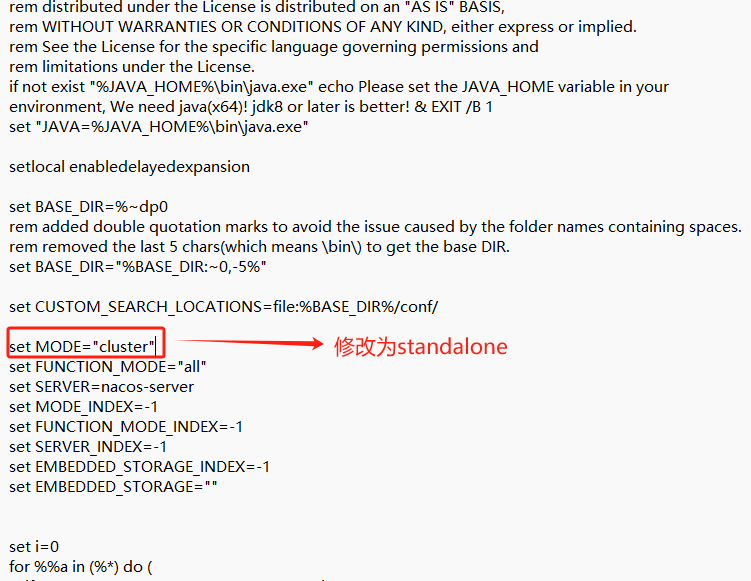 rem distributed under the License is distributed on an "AS IS" BASIS,
rem WITHOUT WARRANTIES OR CONDITIONS OF ANY KIND, either express or implied.
rem See the License for the specific language governing permissions and
rem limitations under the License.
if not exist "%JAVA_HOME%\bin\java.exe" echo Please set the JAVA_HOME variable in your
environment, We need java(x64)! jdk8 or later is better! & EXIT /B 1
set "JAVA=%JAVA_HOME%\bin\java.exe"
setlocal enabledelayedexpansion
set BASE_DIR=%~dp0
rem added double quotation marks to avoid the issue caused by the folder names containing spaces.
rem removed the last 5 chars(which means \bin\) to get the base DIR.
set BASE_DIR="%BASE_DIR:~0,-5%"
set CUSTOM_SEARCH_LOCATIONS=file:%BASE_DIR%/conf/
set MODE="cluster" 修改为standalone
set FUNCTION_MODE="all"
set SERVER=nacos-server
set MODE_INDEX=-1
set FUNCTION_MODE_INDEX=-1
set SERVER_INDEX=-1
set EMBEDDED_STORAGE_INDEX=-1
set EMBEDDED_STORAGE=""
set i=0
for %%a in (%*) do (